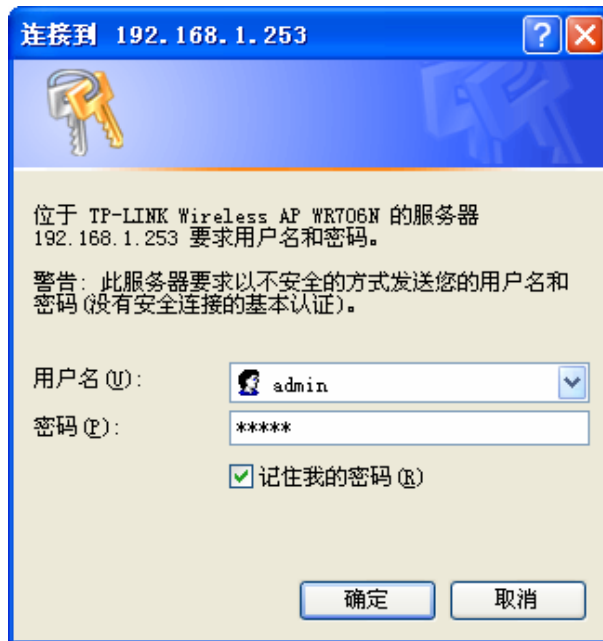 连接到 192.168.1.253
位于 TP-LINK Wireless AP WR706N 的服务器
192.168.1.253 要求用户名和密码。
警告: 此服务器要求以不安全的方式发送您的用户名和
密码(没有安全连接的基本认证)。
用户名(U): admin
密码(P): *****
记住我的密码(R)
确定 取消